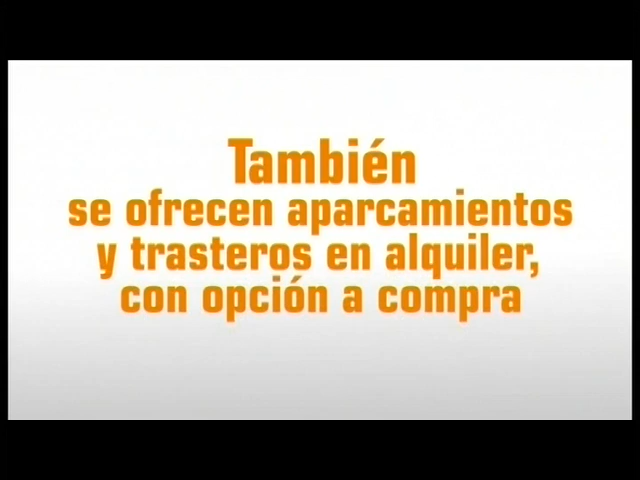 También
se ofrecen aparcamientos
y trasteros en alquiler,
con opción a compra